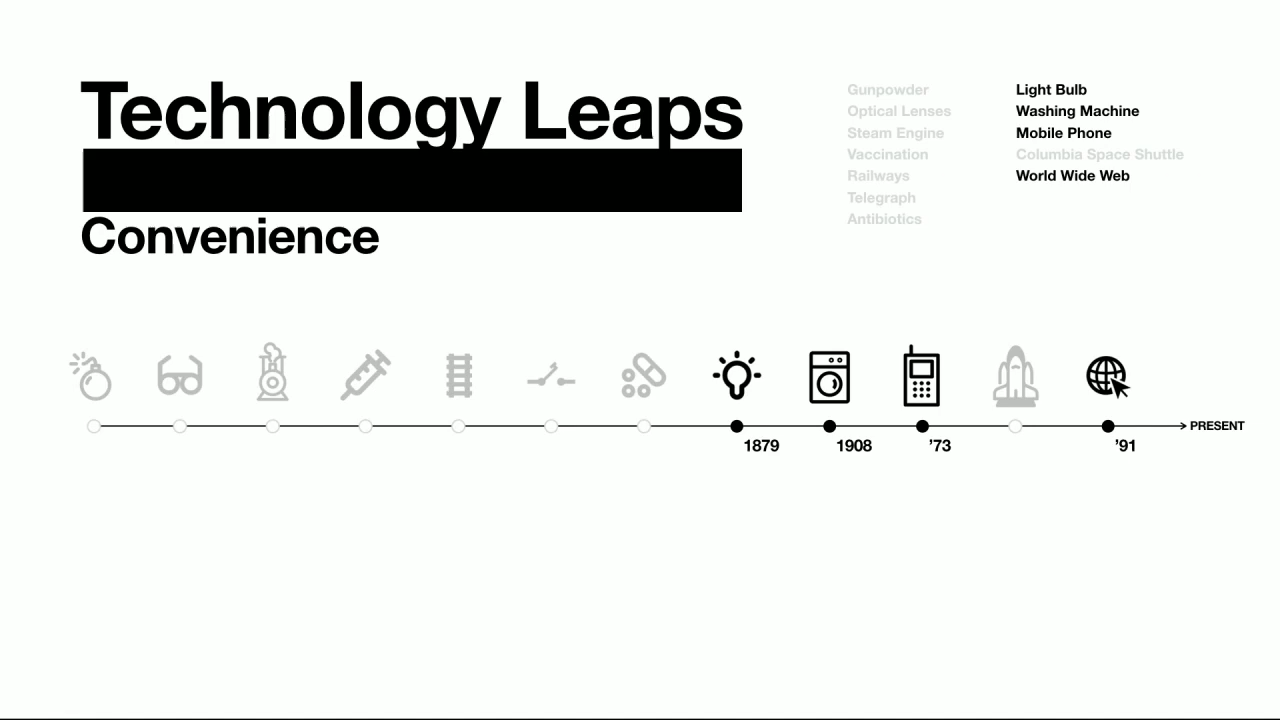 Technology Leaps
Convenience
Gunpowder
Optical Lenses
Steam Engine
Vaccination
Railways
Telegraph
Antibiotics
Light Bulb
Washing Machine
Mobile Phone
Columbia Space Shuttle
World Wide Web
PRESENT
1879
1908
’73
’91